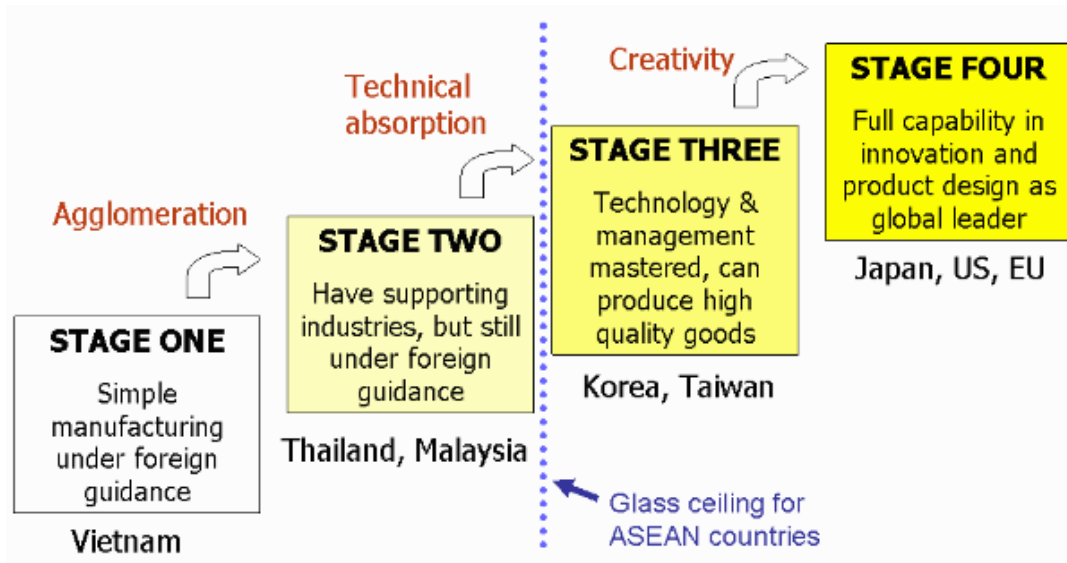 Agglomeration
STAGE ONE
Simple
manufacturing
under foreign
guidance
Vietnam
Technical
absorption
STAGE TWO
Have supporting
industries, but still
under foreign
guidance
Thailand, Malaysia
Creativity
STAGE THREE
Technology &
management
mastered, can
produce high
quality goods
Korea, Taiwan
STAGE FOUR
Full capability in
innovation and
product design as
global leader
Japan, US, EU
Glass ceiling for
ASEAN countries